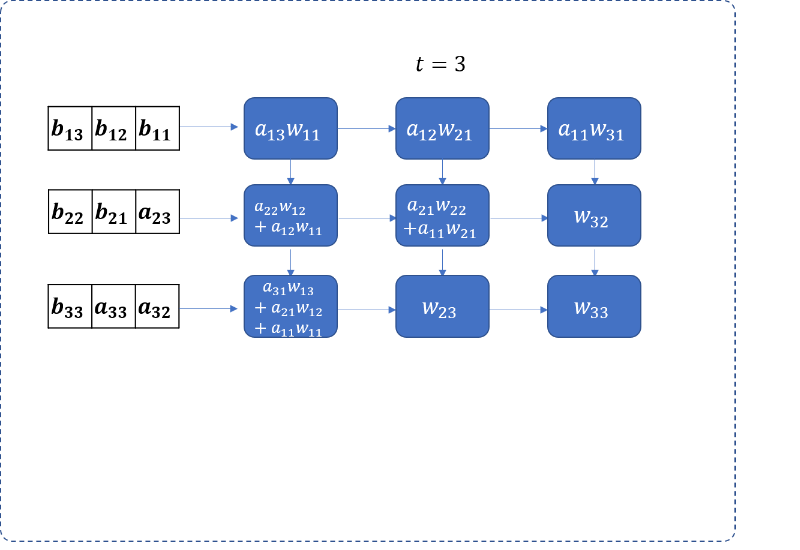 t = 3
b₁₃ b₁₂ b₁₁
a₁₃w₁₁
a₁₂w₂₁
a₁₁w₃₁
b₂₂ b₂₁ a₂₃
a₂₂w₁₂
+ a₁₂w₁₁
a₂₁w₂₂
+a₁₁w₂₁
w₃₂
b₃₃ a₃₃ a₃₂
a₃₁w₁₃
+ a₂₁w₁₂
+ a₁₁w₁₁
w₂₃
w₃₃